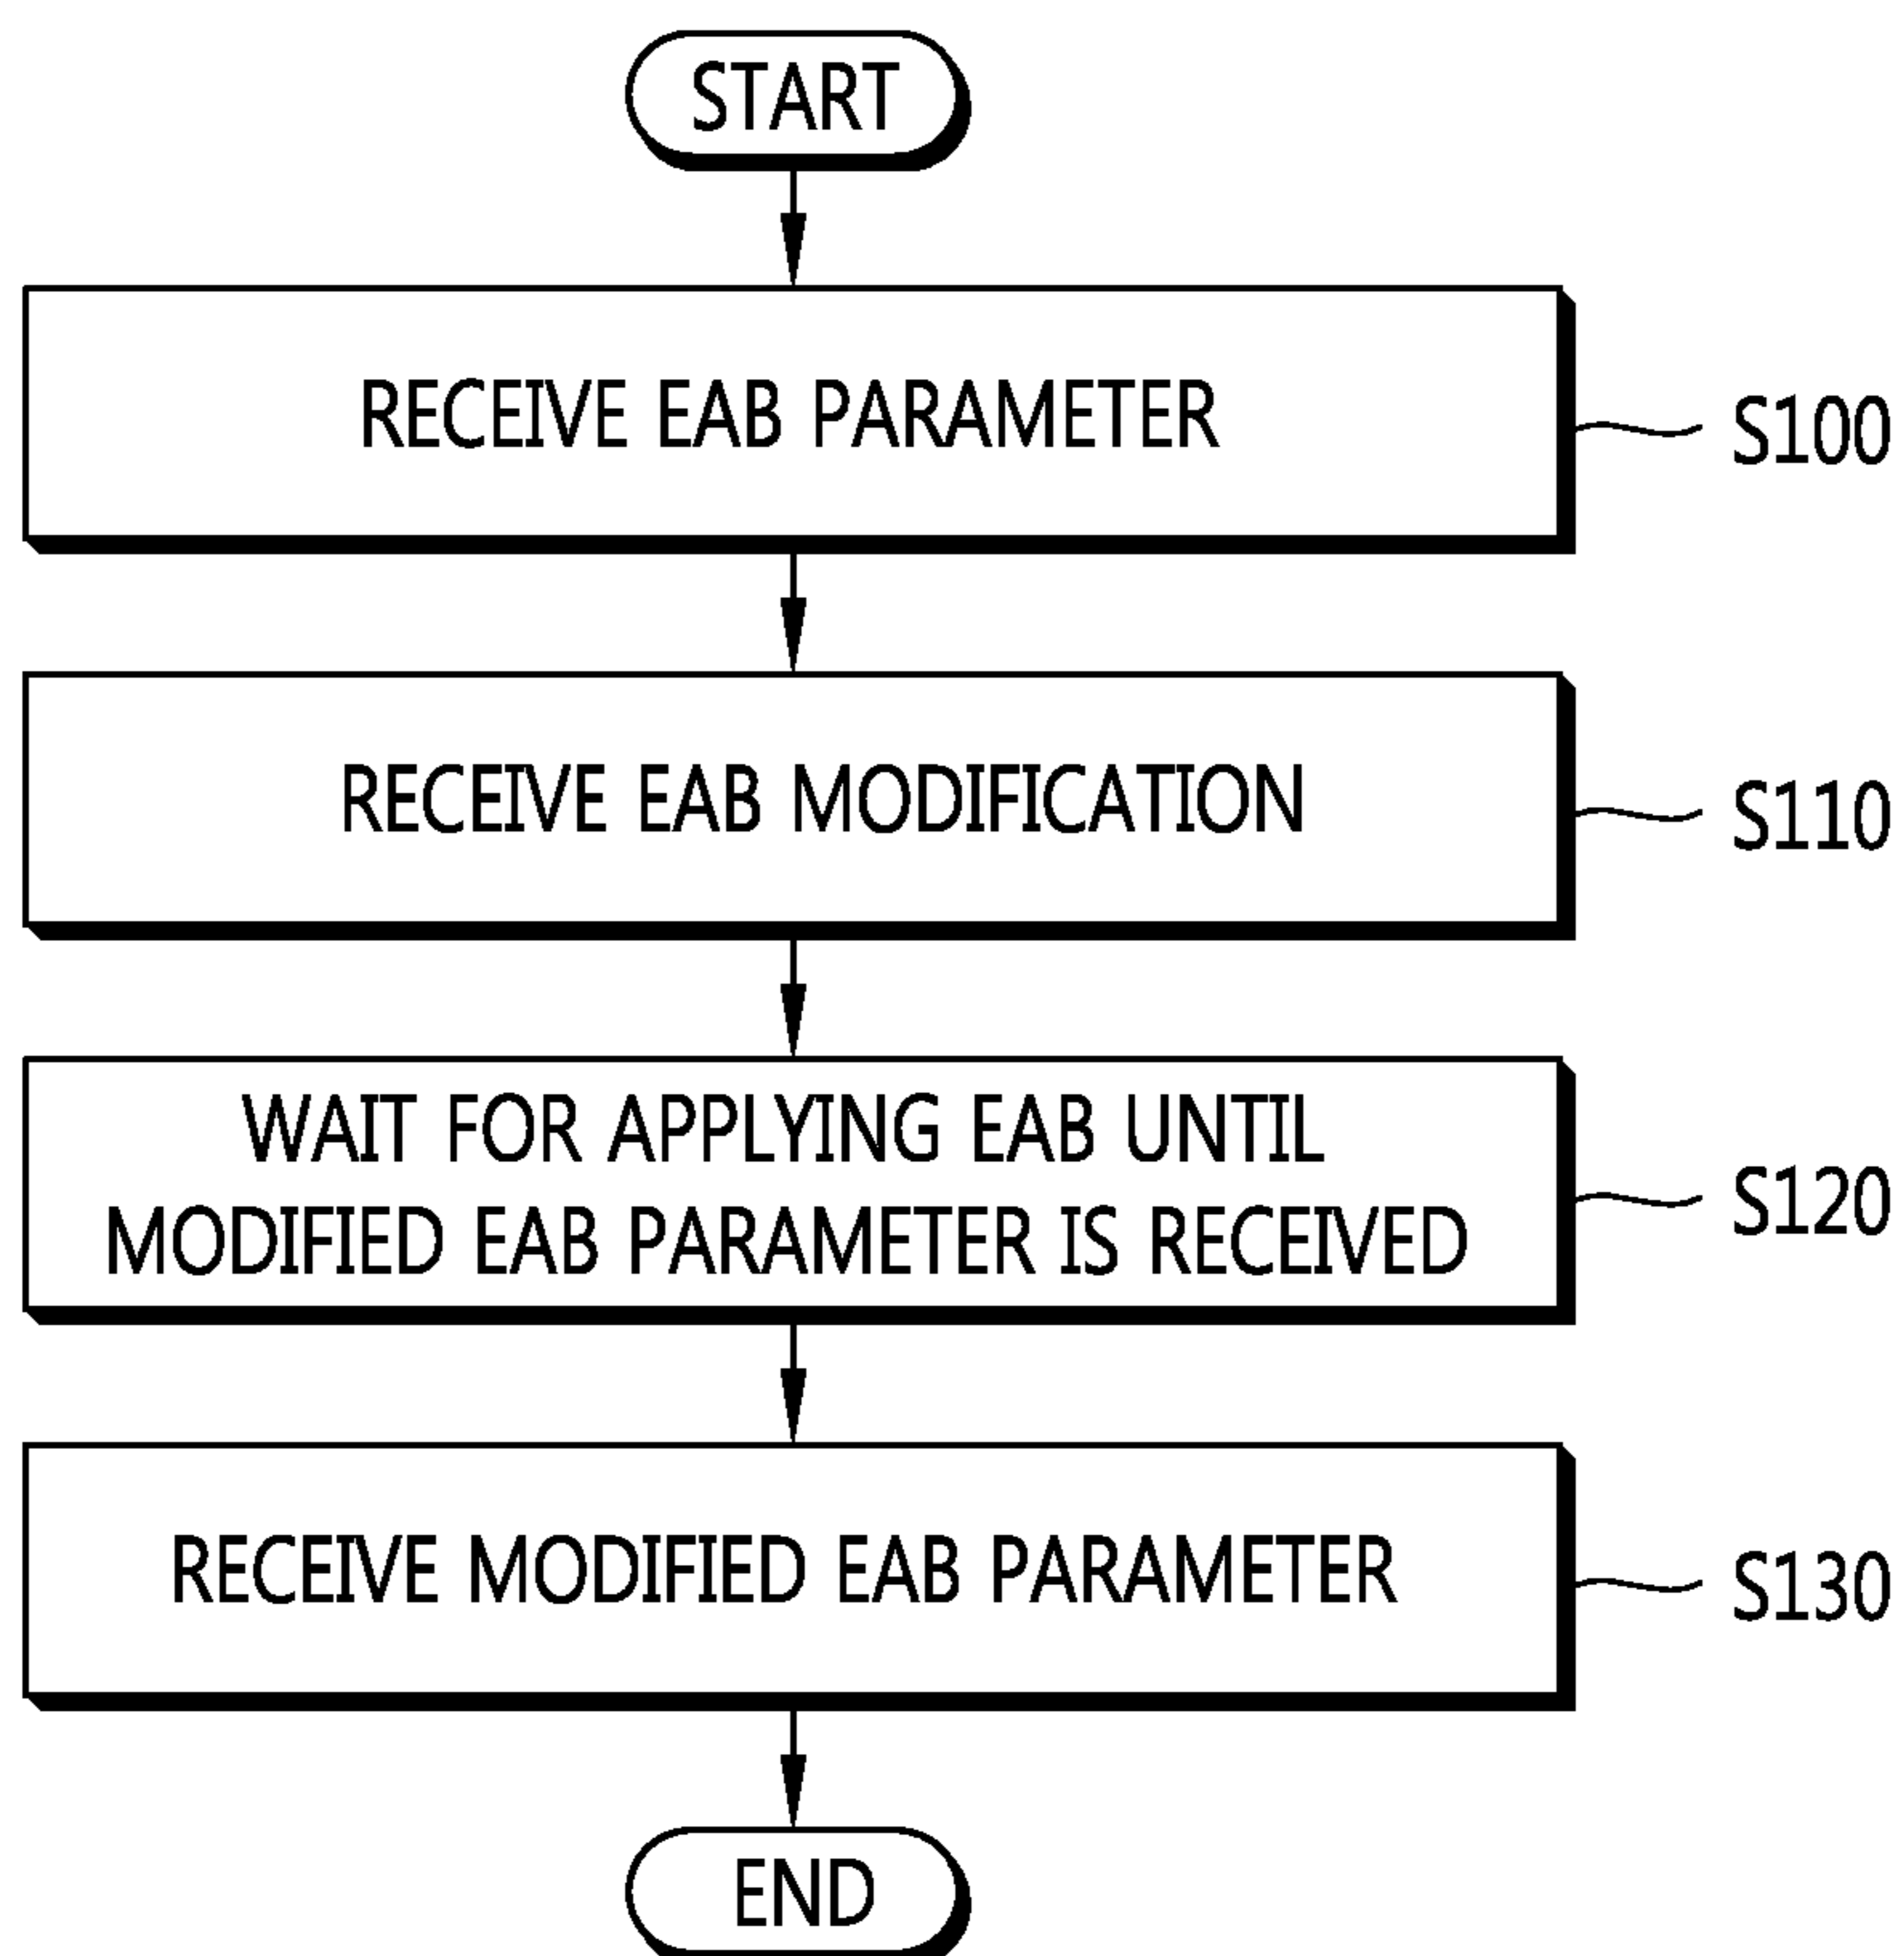 START
RECEIVE EAB PARAMETER
S100
RECEIVE EAB MODIFICATION
S110
WAIT FOR APPLYING EAB UNTIL
MODIFIED EAB PARAMETER IS RECEIVED
S120
RECEIVE MODIFIED EAB PARAMETER
S130
END